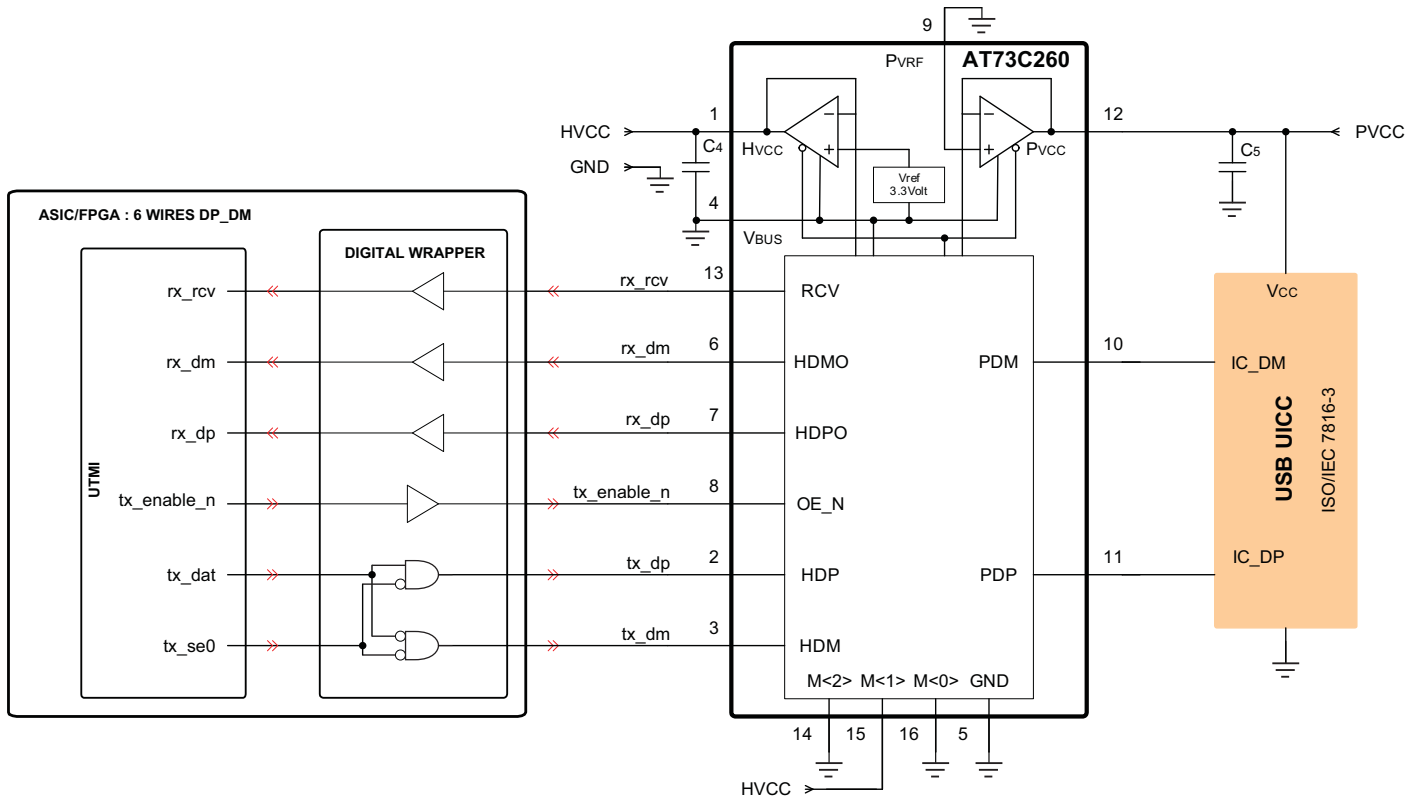 9
PVRF
AT73C260
1
12
HVCC
C4
HVCC
PVCC
C5
PVCC
GND
Vref
3.3Volt
4
VBUS
ASIC/FPGA : 6 WIRES DP_DM
DIGITAL WRAPPER
UTMI
rx_rcv
rx_rcv
13
RCV
VCC
rx_dm
rx_dm
6
HDMO
PDM
10
IC_DM
rx_dp
rx_dp
7
HDPO
USB UICC
ISO/IEC 7816-3
tx_enable_n
tx_enable_n
8
OE_N
tx_dat
tx_dp
2
HDP
PDP
11
IC_DP
tx_se0
tx_dm
3
HDM
M<2> M<1> M<0> GND
14
15
16
5
HVCC